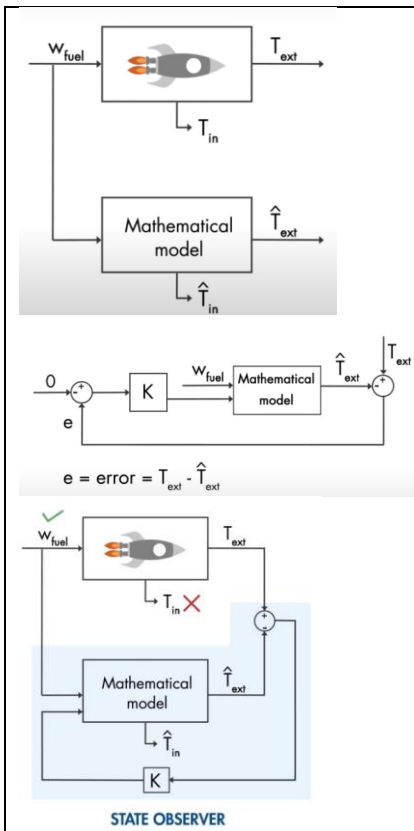 w_fuel
T_ext
T_in
Mathematical
model
T̂_ext
T̂_in
0
+
-
e
K
w_fuel
Mathematical
model
T̂_ext
T_ext
+
-
e = error = T_ext - T̂_ext
✓
w_fuel
T_ext
T_in X
+
-
Mathematical
model
T̂_ext
T̂_in
K
STATE OBSERVER